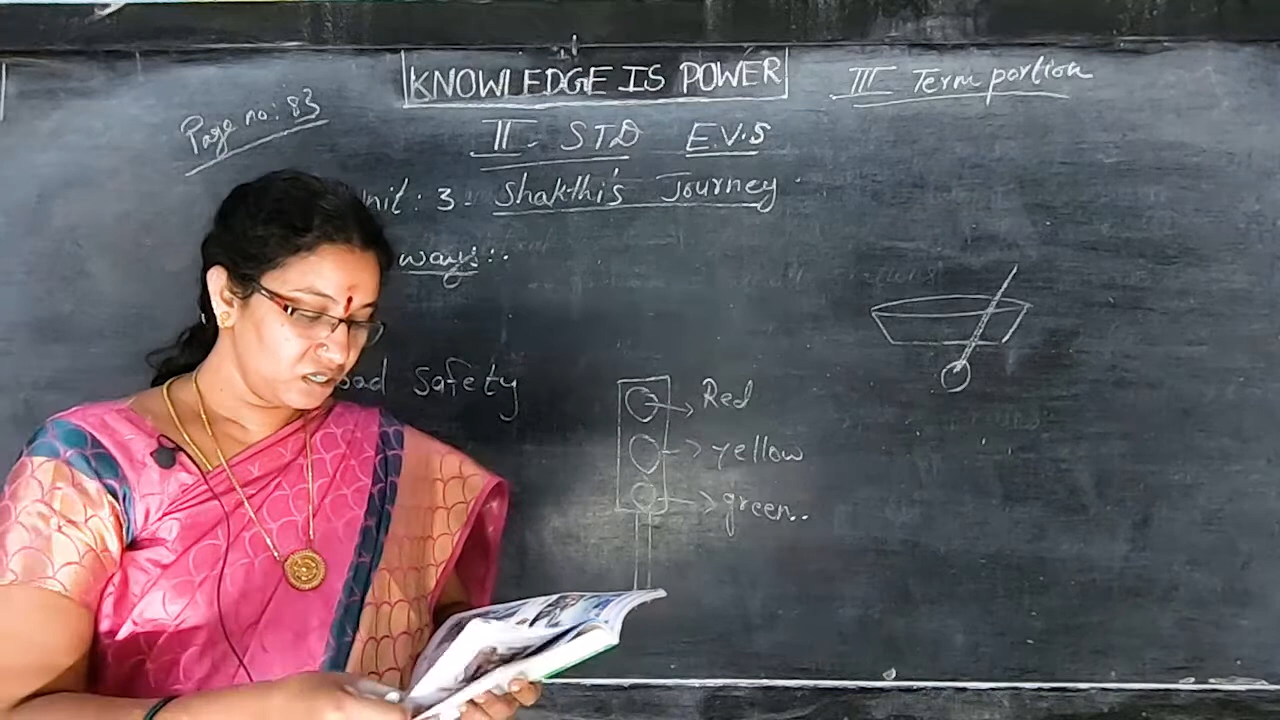 KNOWLEDGE IS POWER
III Term portion
Page no: 83
II - STD E.V.S
Unit: 3. Shakthi's Journey
ways:
Road Safety
Red
yellow
green.